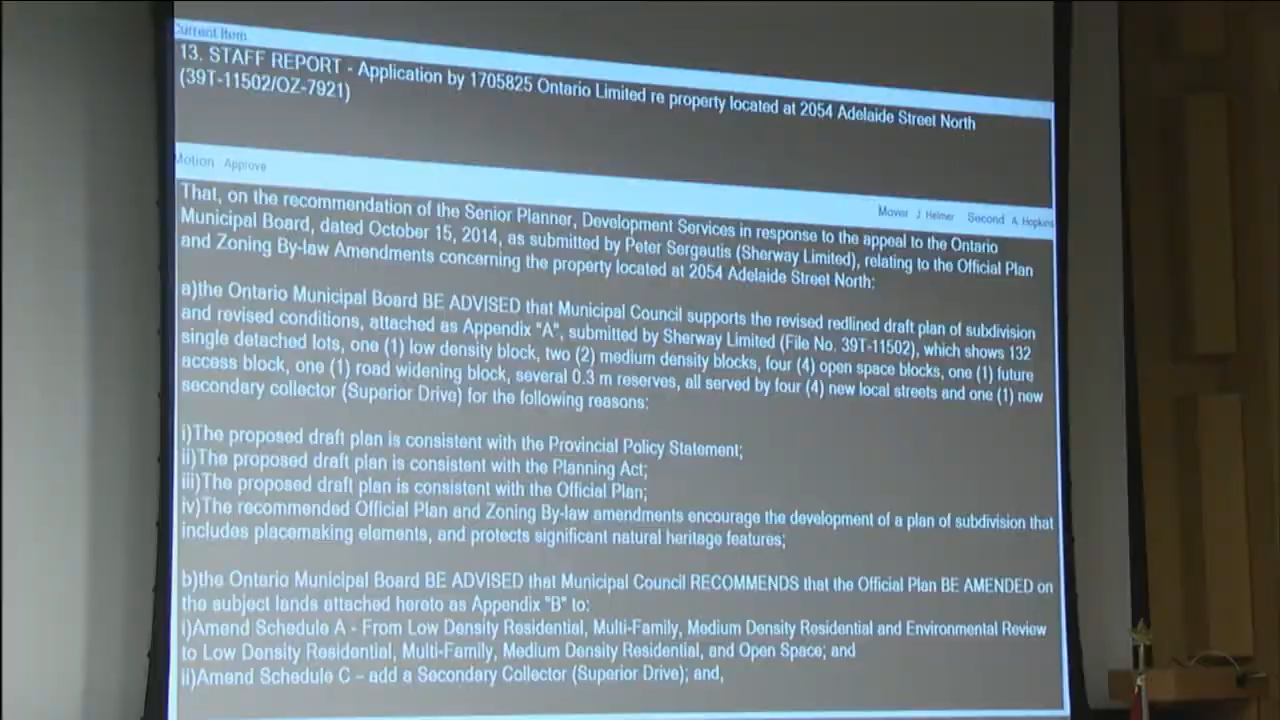 Current Item
13. STAFF REPORT - Application by 1705825 Ontario Limited re property located at 2054 Adelaide Street North
(39T-11502/OZ-7921)
Motion Approve
Mover J. Helmer Second A. Hopkins
That, on the recommendation of the Senior Planner, Development Services in response to the appeal to the Ontario
Municipal Board, dated October 15, 2014, as submitted by Peter Sergautis (Sherway Limited), relating to the Official Plan
and Zoning By-law Amendments concerning the property located at 2054 Adelaide Street North;
a)the Ontario Municipal Board BE ADVISED that Municipal Council supports the revised redlined draft plan of subdivision
and revised conditions, attached as Appendix "A", submitted by Sherway Limited (File No. 39T-11502), which shows 132
single detached lots, one (1) low density block, two (2) medium density blocks, four (4) open space blocks, one (1) future
access block, one (1) road widening block, several 0.3 m reserves, all served by four (4) new local streets and one (1) new
secondary collector (Superior Drive) for the following reasons;
i)The proposed draft plan is consistent with the Provincial Policy Statement;
ii)The proposed draft plan is consistent with the Planning Act;
iii)The proposed draft plan is consistent with the Official Plan;
iv)The recommended Official Plan and Zoning By-law amendments encourage the development of a plan of subdivision that
includes placemaking elements, and protects significant natural heritage features;
b)the Ontario Municipal Board BE ADVISED that Municipal Council RECOMMENDS that the Official Plan BE AMENDED on
the subject lands attached hereto as Appendix "B" to:
i)Amend Schedule A - From Low Density Residential, Multi-Family, Medium Density Residential and Environmental Review
to Low Density Residential, Multi-Family, Medium Density Residential, and Open Space; and
ii)Amend Schedule C – add a Secondary Collector (Superior Drive); and,